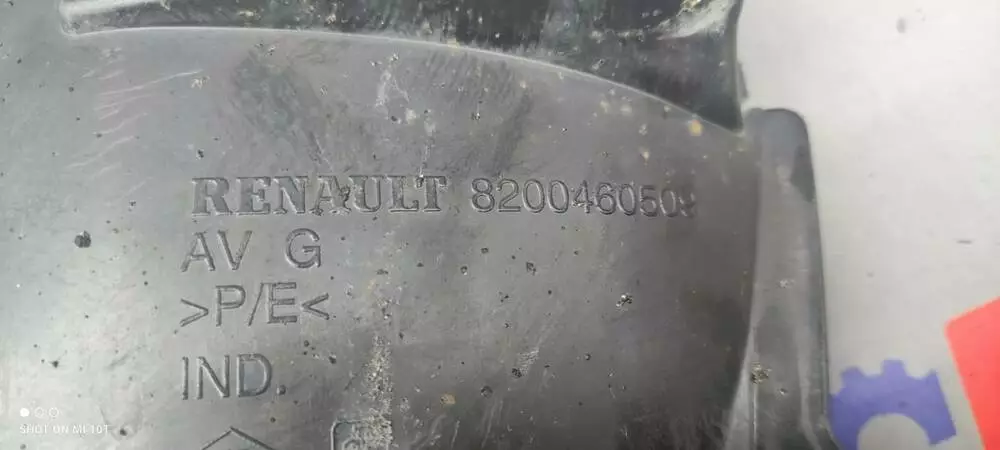 RENAULT 8200460509
AV G
>P/E<
IND.
SHOT ON MI 10T